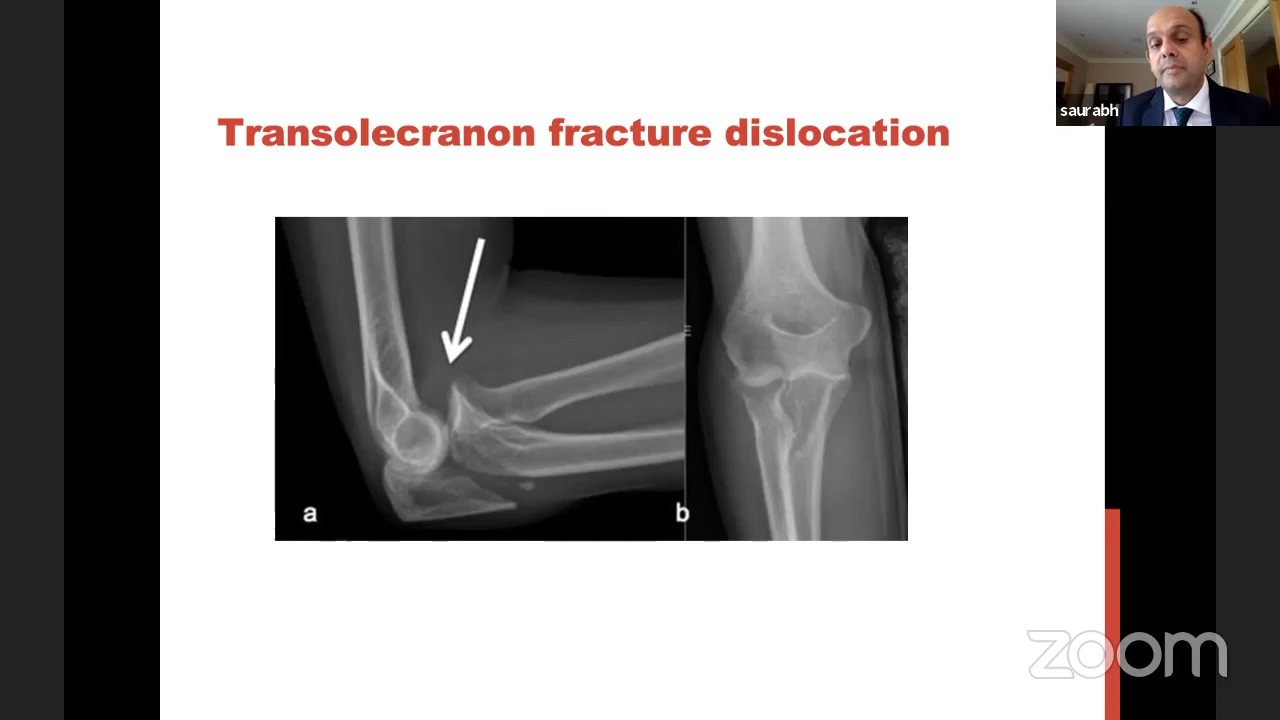 Transolecranon fracture dislocation
saurabh
a
b
zoom